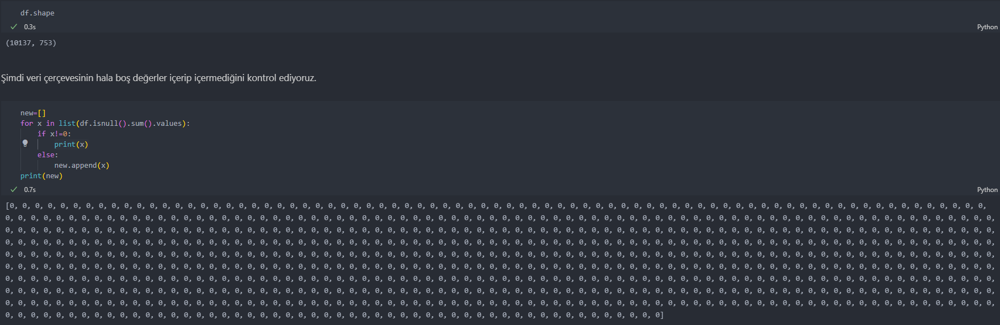 df.shape
0.3s
Python
(10137, 753)
Şimdi veri çerçevesinin hala boş değerler içerip içermediğini kontrol ediyoruz.
new=[]
for x in list(df.isnull().sum().values):
if x!=0:
print(x)
else:
new.append(x)
print(new)
0.7s
Python
[0, 0, 0, 0, 0, 0, 0, 0, 0, 0, 0, 0, 0, 0, 0, 0, 0, 0, 0, 0, 0, 0, 0, 0, 0, 0, 0, 0, 0, 0, 0, 0, 0, 0, 0, 0, 0, 0, 0, 0, 0, 0, 0, 0, 0, 0, 0, 0, 0, 0, 0, 0, 0, 0, 0, 0, 0, 0, 0, 0, 0, 0, 0, 0, 0, 0, 0, 0, 0, 0, 0, 0, 0, 0, 0, 0, 0,
0, 0, 0, 0, 0, 0, 0, 0, 0, 0, 0, 0, 0, 0, 0, 0, 0, 0, 0, 0, 0, 0, 0, 0, 0, 0, 0, 0, 0, 0, 0, 0, 0, 0, 0, 0, 0, 0, 0, 0, 0, 0, 0, 0, 0, 0, 0, 0, 0, 0, 0, 0, 0, 0, 0, 0, 0, 0, 0, 0, 0, 0, 0, 0, 0, 0, 0, 0, 0, 0, 0, 0, 0, 0, 0, 0, 0, 0,
0, 0, 0, 0, 0, 0, 0, 0, 0, 0, 0, 0, 0, 0, 0, 0, 0, 0, 0, 0, 0, 0, 0, 0, 0, 0, 0, 0, 0, 0, 0, 0, 0, 0, 0, 0, 0, 0, 0, 0, 0, 0, 0, 0, 0, 0, 0, 0, 0, 0, 0, 0, 0, 0, 0, 0, 0, 0, 0, 0, 0, 0, 0, 0, 0, 0, 0, 0, 0, 0, 0, 0, 0, 0, 0, 0, 0, 0,
0, 0, 0, 0, 0, 0, 0, 0, 0, 0, 0, 0, 0, 0, 0, 0, 0, 0, 0, 0, 0, 0, 0, 0, 0, 0, 0, 0, 0, 0, 0, 0, 0, 0, 0, 0, 0, 0, 0, 0, 0, 0, 0, 0, 0, 0, 0, 0, 0, 0, 0, 0, 0, 0, 0, 0, 0, 0, 0, 0, 0, 0, 0, 0, 0, 0, 0, 0, 0, 0, 0, 0, 0, 0, 0, 0, 0, 0,
0, 0, 0, 0, 0, 0, 0, 0, 0, 0, 0, 0, 0, 0, 0, 0, 0, 0, 0, 0, 0, 0, 0, 0, 0, 0, 0, 0, 0, 0, 0, 0, 0, 0, 0, 0, 0, 0, 0, 0, 0, 0, 0, 0, 0, 0, 0, 0, 0, 0, 0, 0, 0, 0, 0, 0, 0, 0, 0, 0, 0, 0, 0, 0, 0, 0, 0, 0, 0, 0, 0, 0, 0, 0, 0, 0, 0, 0,
0, 0, 0, 0, 0, 0, 0, 0, 0, 0, 0, 0, 0, 0, 0, 0, 0, 0, 0, 0, 0, 0, 0, 0, 0, 0, 0, 0, 0, 0, 0, 0, 0, 0, 0, 0, 0, 0, 0, 0, 0, 0, 0, 0, 0, 0, 0, 0, 0, 0, 0, 0, 0, 0, 0, 0, 0, 0, 0, 0, 0, 0, 0, 0, 0, 0, 0, 0, 0, 0, 0, 0, 0, 0, 0, 0, 0, 0,
0, 0, 0, 0, 0, 0, 0, 0, 0, 0, 0, 0, 0, 0, 0, 0, 0, 0, 0, 0, 0, 0, 0, 0, 0, 0, 0, 0, 0, 0, 0, 0, 0, 0, 0, 0, 0, 0, 0, 0, 0, 0, 0, 0, 0, 0, 0, 0, 0, 0, 0, 0, 0, 0, 0, 0, 0, 0, 0, 0, 0, 0, 0, 0, 0, 0, 0, 0, 0, 0, 0, 0, 0, 0, 0, 0, 0, 0,
0, 0, 0, 0, 0, 0, 0, 0, 0, 0, 0, 0, 0, 0, 0, 0, 0, 0, 0, 0, 0, 0, 0, 0, 0, 0, 0, 0, 0, 0, 0, 0, 0, 0, 0, 0, 0, 0, 0, 0, 0, 0, 0, 0, 0, 0, 0, 0, 0, 0, 0, 0, 0, 0, 0, 0, 0, 0, 0, 0, 0, 0, 0, 0, 0, 0, 0, 0, 0, 0, 0, 0, 0, 0, 0, 0, 0, 0,
0, 0, 0, 0, 0, 0, 0, 0, 0, 0, 0, 0, 0, 0, 0, 0, 0, 0, 0, 0, 0, 0, 0, 0, 0, 0, 0, 0, 0, 0, 0, 0, 0, 0, 0, 0, 0, 0, 0, 0, 0, 0, 0, 0, 0, 0, 0, 0, 0, 0, 0, 0, 0, 0, 0, 0, 0, 0, 0, 0, 0, 0, 0, 0, 0, 0, 0, 0, 0, 0, 0, 0, 0, 0, 0, 0, 0, 0,
0, 0, 0, 0, 0, 0, 0, 0, 0, 0, 0, 0, 0, 0, 0, 0, 0, 0, 0, 0, 0, 0, 0, 0, 0, 0, 0, 0, 0, 0, 0, 0, 0, 0, 0, 0, 0, 0, 0, 0, 0, 0, 0, 0, 0, 0, 0, 0, 0, 0, 0, 0]